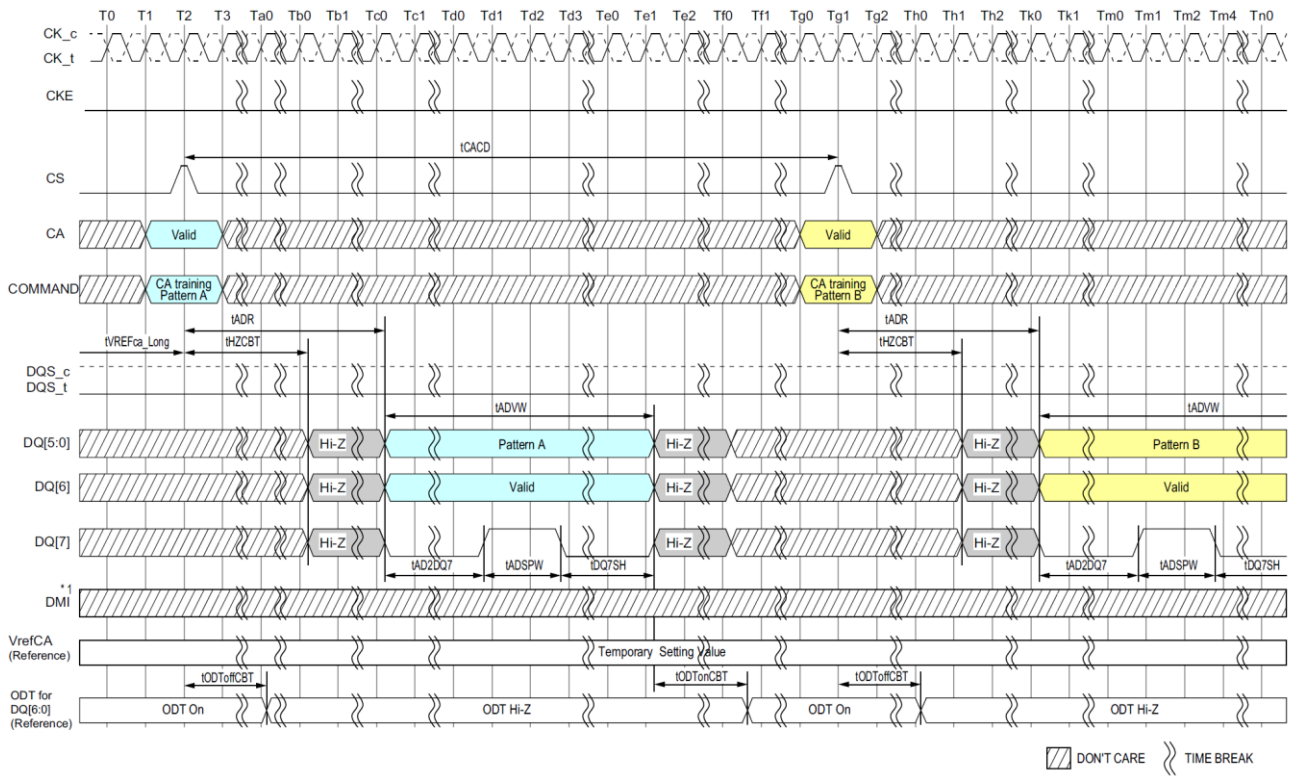 T0 T1 T2 T3 Ta0 Tb0 Tb1 Tc0 Tc1 Td0 Td1 Td2 Td3 Te0 Te1 Te2 Tf0 Tf1 Tg0 Tg1 Tg2 Th0 Th1 Th2 Tk0 Tk1 Tm0 Tm1 Tm2 Tm4 Tn0
CK_c
CK_t
CKE
tCACD
CS
CA Valid Valid
COMMAND CA training Pattern A CA training Pattern B
tADR tADR
tVREFca_Long tHZCBT tHZCBT
DQS_c
DQS_t
tADVW tADVW
DQ[5:0] Hi-Z Pattern A Hi-Z Hi-Z Pattern B
DQ[6] Hi-Z Valid Hi-Z Hi-Z Valid
DQ[7] Hi-Z Hi-Z Hi-Z
tAD2DQ7 tADSPW tDQ7SH tAD2DQ7 tADSPW tDQ7SH
*1
DMI
VrefCA
(Reference) Temporary Setting Value
tODToffCBT tODTonCBT tODToffCBT
ODT for
DQ[6:0] ODT On ODT Hi-Z ODT On ODT Hi-Z
(Reference)
DON'T CARE TIME BREAK